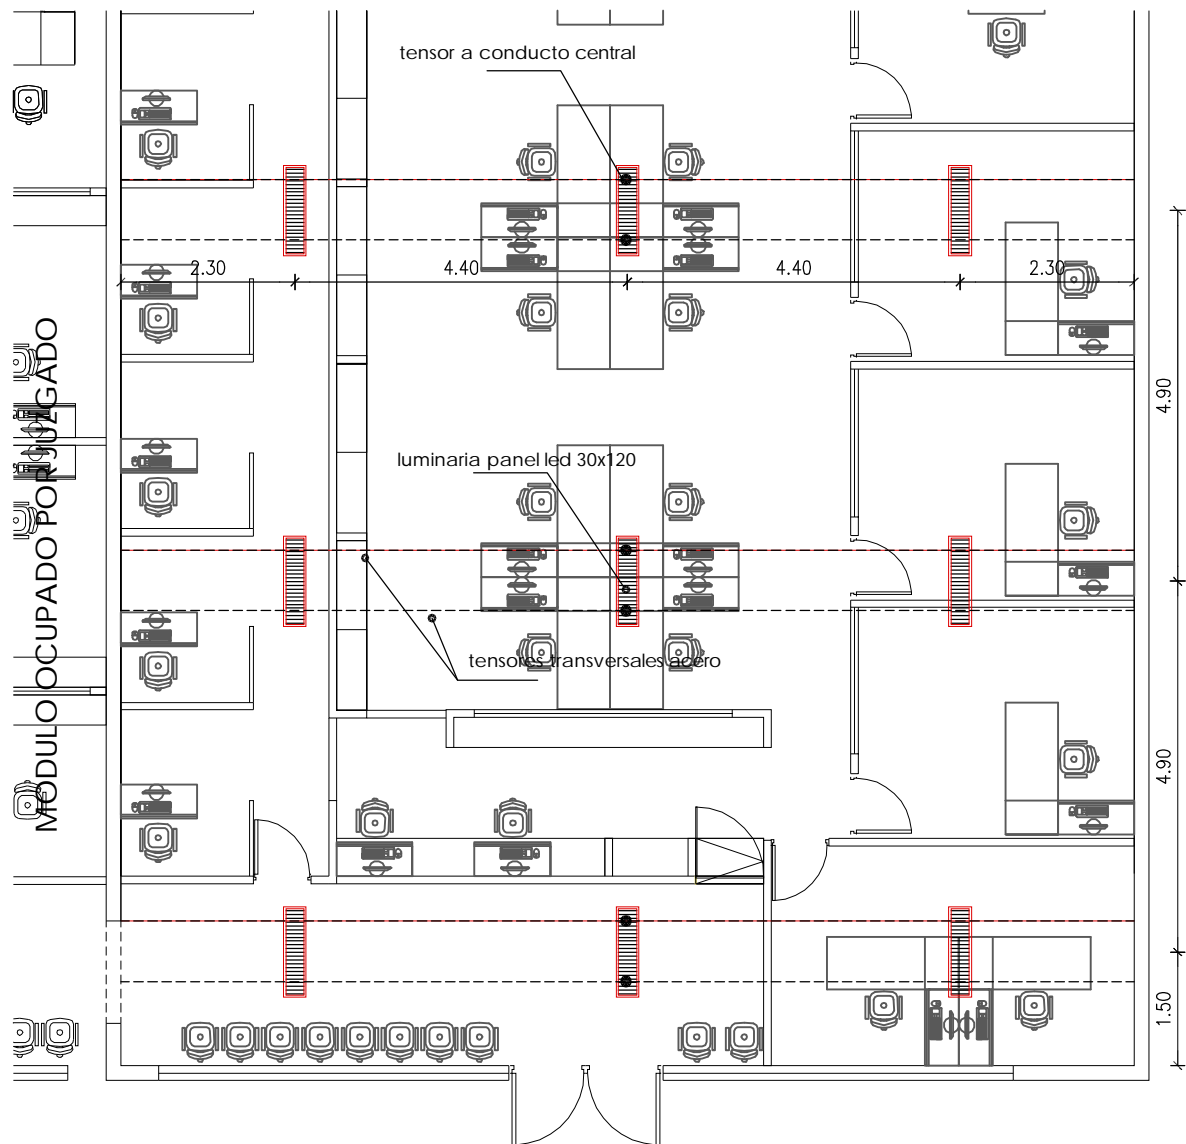 tensor a conducto central
2.30
4.40
4.40
2.30
4.90
MODULO OCUPADO POR JUZGADO
luminaria panel led 30x120
tensores transversales acero
4.90
1.50